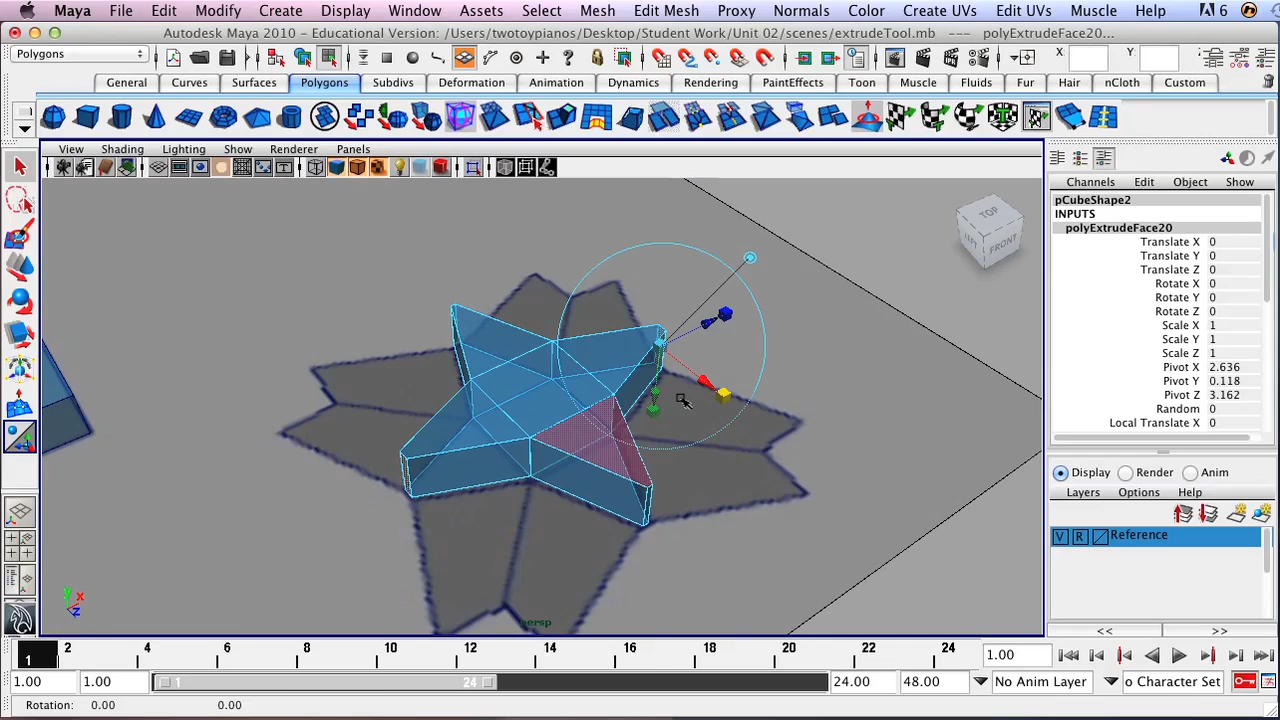 Maya File Edit Modify Create Display Window Assets Select Mesh Edit Mesh Proxy Normals Color Create UVs Edit UVs Muscle Help 6
Autodesk Maya 2010 - Educational Version: /Users/twotoypianos/Desktop/Student Work/Unit 02/scenes/extrudeTool.mb --- polyExtrudeFace20...
Polygons X Y
General Curves Surfaces Polygons Subdivs Deformation Animation Dynamics Rendering PaintEffects Toon Muscle Fluids Fur Hair nCloth Custom
View Shading Lighting Show Renderer Panels
TOP
LEFT FRONT
y x z
persp
Channels Edit Object Show
pCubeShape2
INPUTS
polyExtrudeFace20
Translate X 0
Translate Y 0
Translate Z 0
Rotate X 0
Rotate Y 0
Rotate Z 0
Scale X 1
Scale Y 1
Scale Z 1
Pivot X 2.636
Pivot Y 0.118
Pivot Z 3.162
Random 0
Local Translate X 0
Display Render Anim
Layers Options Help
V R Reference
<< >>
1 2 4 6 8 10 12 14 16 18 20 22 24 1.00
1.00 1.00 1 24 24.00 48.00 No Anim Layer o Character Set
Rotation: 0.00 0.00